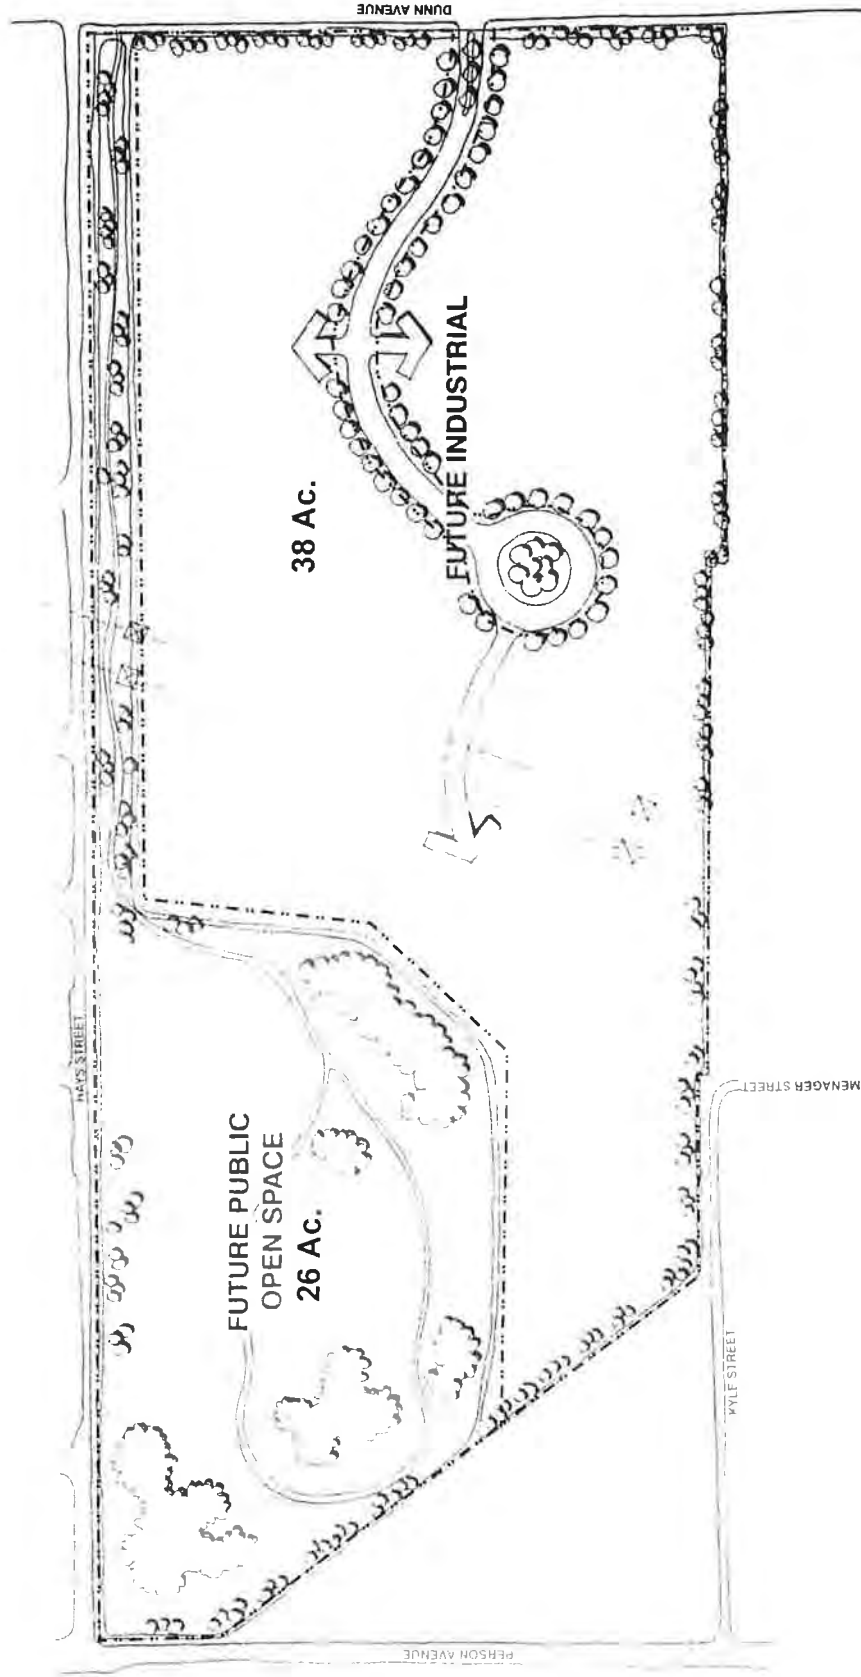 DUNN AVENUE
HAYS STREET
38 Ac.
FUTURE INDUSTRIAL
FUTURE PUBLIC
OPEN SPACE
26 Ac.
MENAGER STREET
KYLE STREET
PERSON AVENUE